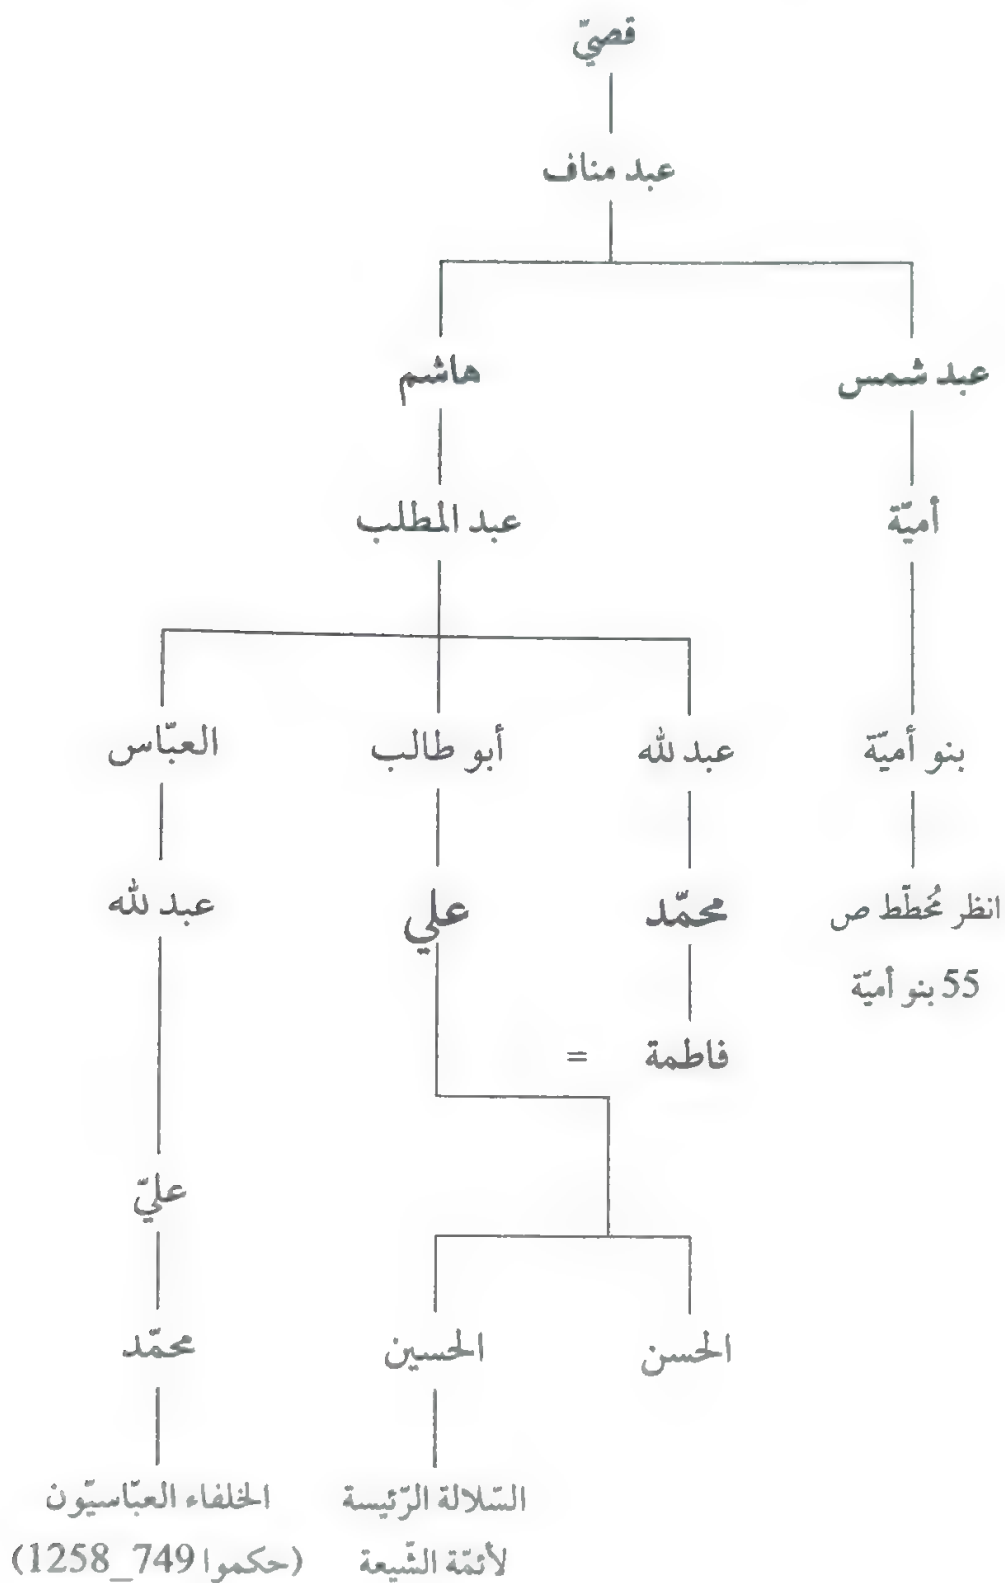 قصيّ
عبد مناف
عبد شمس
هاشم
أميّة
عبد المطلب
بنو أميّة
عبد لله
أبو طالب
العبّاس
انظر مُخطّط ص
55 بنو أميّة
محمّد
علي
عبد لله
فاطمة =
عليّ
الحسن
الحسين
محمّد
السّلالة الرّئيسة
لأئمّة الشّيعة
الخلفاء العبّاسيّون
(حكموا 749_1258)